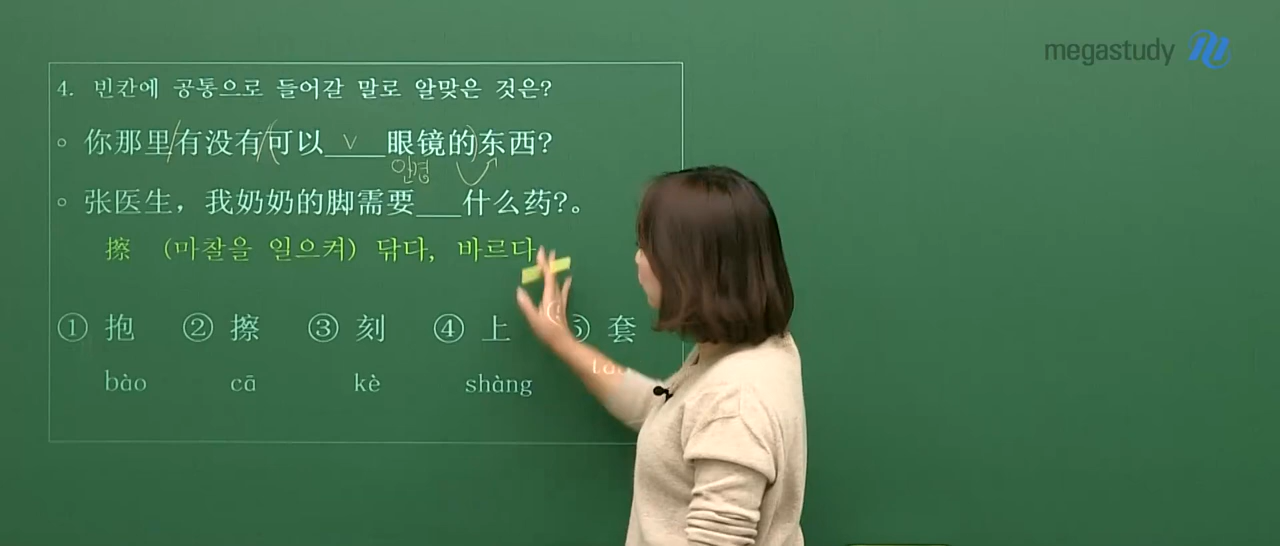 megastudy
4. 빈칸에 공통으로 들어갈 말로 알맞은 것은?
◦ 你那里有没有可以____眼镜的东西?
안경
◦ 张医生, 我奶奶的脚需要___什么药?。
擦 (마찰을 일으켜) 닦다, 바르다
① 抱 ② 擦 ③ 刻 ④ 上 ⑤ 套
bào cā kè shàng